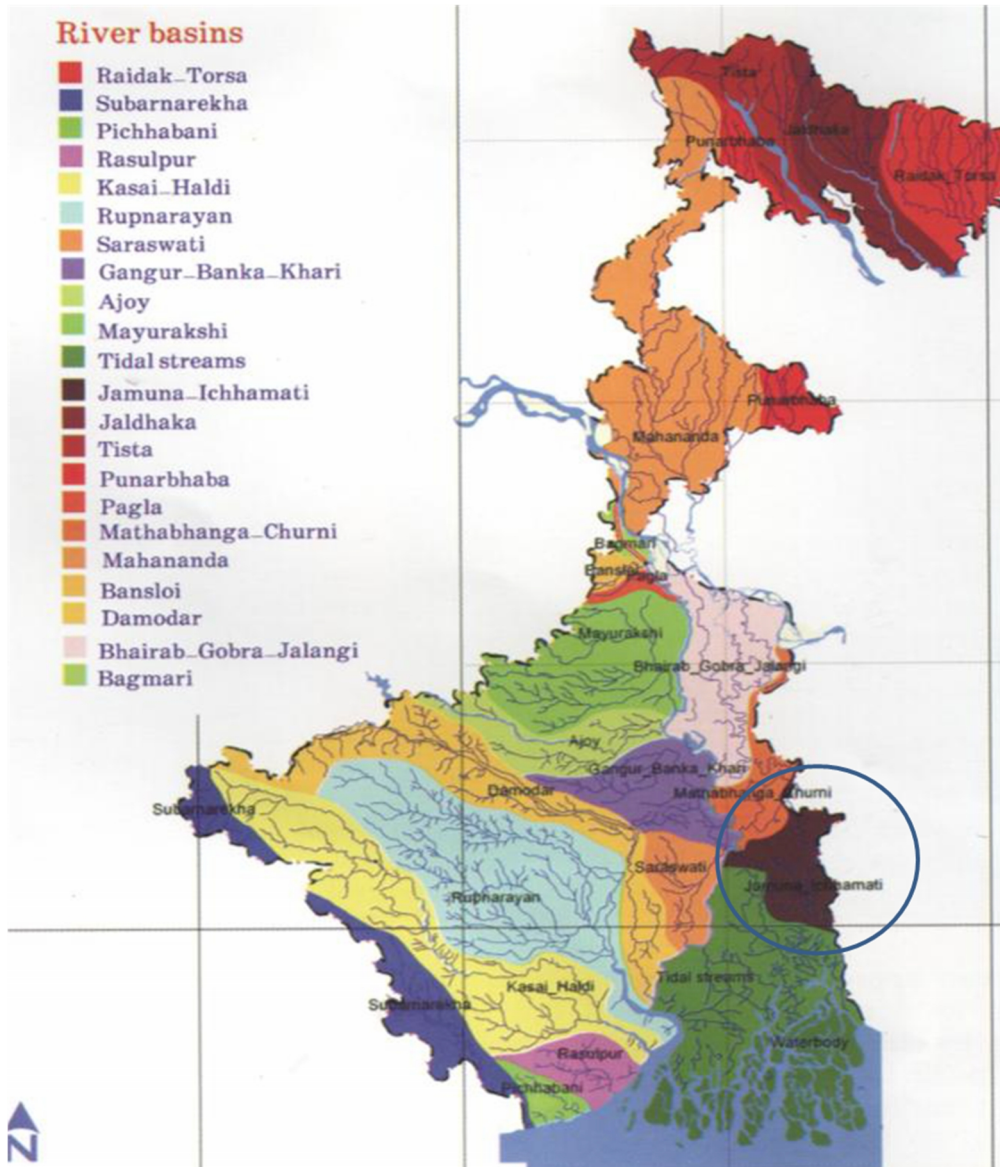 River basins
Raidak_Torsa
Subarnarekha
Pichhabani
Rasulpur
Kasai_Haldi
Rupnarayan
Saraswati
Gangur_Banka_Khari
Ajoy
Mayurakshi
Tidal streams
Jamuna_Ichhamati
Jaldhaka
Tista
Punarbhaba
Pagla
Mathabhanga_Churni
Mahananda
Bansloi
Damodar
Bhairab_Gobra_Jalangi
Bagmari
Tista
Jaldhaka
Punarbhaba
Raidak_Torsa
Punarbhaba
Mahananda
Bagmari
Bansloi
Pagla
Mayurakshi
Bhairab_Gobra_Jalangi
Ajoy
Gangur_Banka_Khari
Damodar
Mathabhanga_Churni
Subarnarekha
Saraswati
Jamuna_Ichhamati
Rupnarayan
Tidal streams
Kasai_Haldi
Subarnarekha
Waterbody
Rasulpur
Pichhabani
N